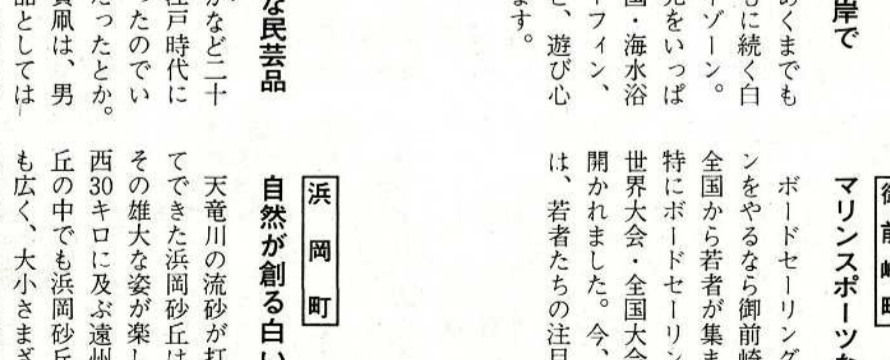 岸で
あくまでも
に続く白
ゾーン。
をいっぱ
・海水浴
ーフィン、
、遊び心
ます。
な民芸品
など二十
江戸時代に
ったのでい
ったとか。
賀凧は、男
品としては
御前崎町
マリンスポーツな
ボードセーリング
ンをやるなら御前崎
全国から若者が集ま
特にボードセーリン
世界大会・全国大会
開かれました。今、
は、若者たちの注目
浜岡町
自然が創る白い
天竜川の流砂が打
てできた浜岡砂丘は
その雄大な姿が楽し
西30キロに及ぶ遠州
丘の中でも浜岡砂丘
も広く、大小さまざ